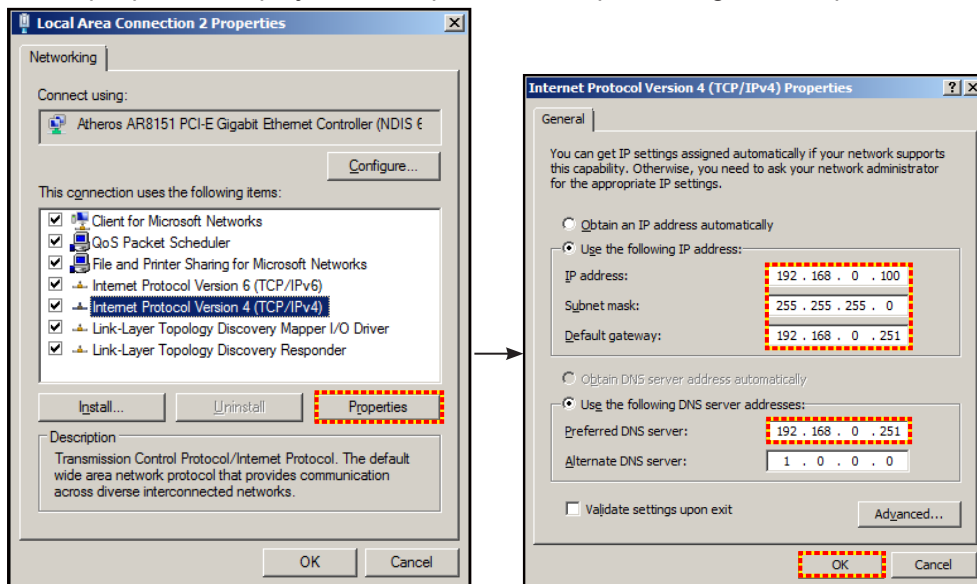 Local Area Connection 2 Properties
Networking
Connect using:
Atheros AR8151 PCI-E Gigabit Ethernet Controller (NDIS 6
Configure...
This connection uses the following items:
Client for Microsoft Networks
QoS Packet Scheduler
File and Printer Sharing for Microsoft Networks
Internet Protocol Version 6 (TCP/IPv6)
Internet Protocol Version 4 (TCP/IPv4)
Link-Layer Topology Discovery Mapper I/O Driver
Link-Layer Topology Discovery Responder
Install...
Uninstall
Properties
Description
Transmission Control Protocol/Internet Protocol. The default
wide area network protocol that provides communication
across diverse interconnected networks.
OK
Cancel
Internet Protocol Version 4 (TCP/IPv4) Properties
General
You can get IP settings assigned automatically if your network supports
this capability. Otherwise, you need to ask your network administrator
for the appropriate IP settings.
Obtain an IP address automatically
Use the following IP address:
IP address: 192 . 168 . 0 . 100
Subnet mask: 255 . 255 . 255 . 0
Default gateway: 192 . 168 . 0 . 251
Obtain DNS server address automatically
Use the following DNS server addresses:
Preferred DNS server: 192 . 168 . 0 . 251
Alternate DNS server: 1 . 0 . 0 . 0
Validate settings upon exit
Advanced...
OK
Cancel